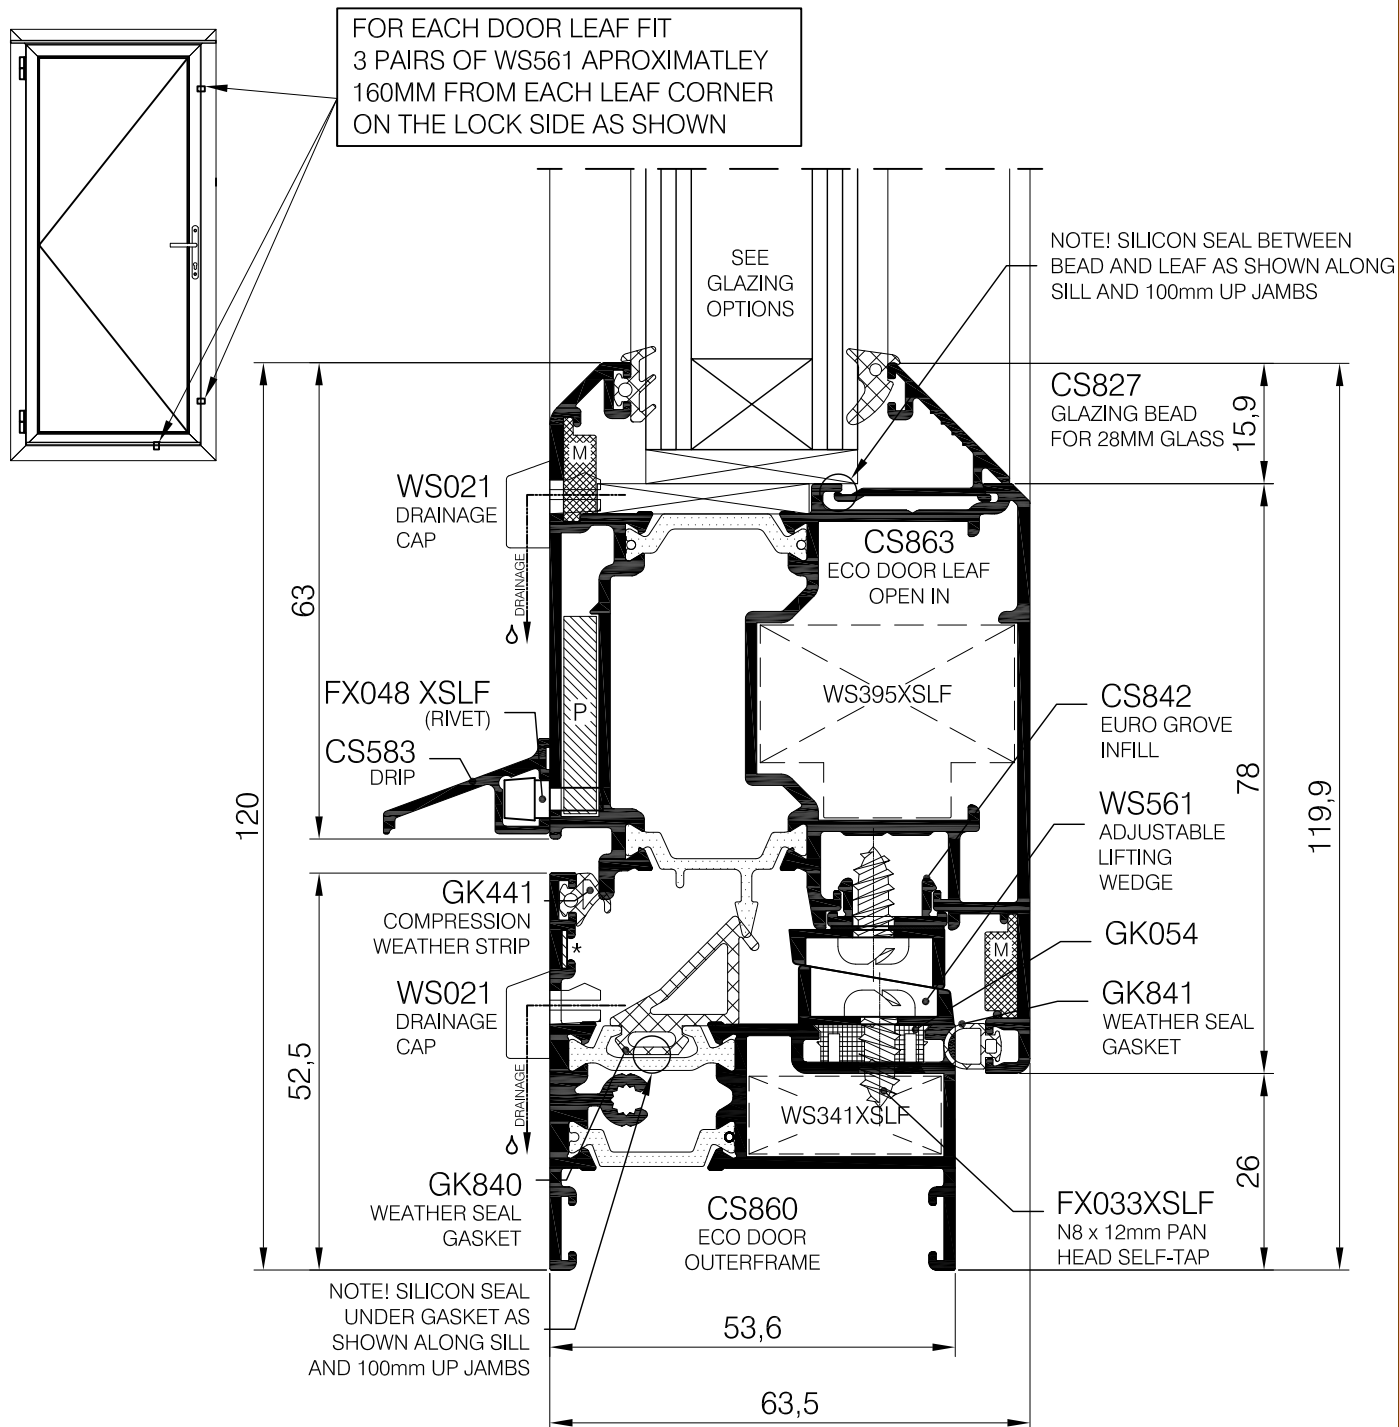 FOR EACH DOOR LEAF FIT
3 PAIRS OF WS561 APROXIMATLEY
160MM FROM EACH LEAF CORNER
ON THE LOCK SIDE AS SHOWN
SEE
GLAZING
OPTIONS
NOTE! SILICON SEAL BETWEEN
BEAD AND LEAF AS SHOWN ALONG
SILL AND 100mm UP JAMBS
CS827
GLAZING BEAD
FOR 28MM GLASS
15,9
M
WS021
DRAINAGE
CAP
DRAINAGE
CS863
ECO DOOR LEAF
OPEN IN
63
WS395XSLF
P
FX048 XSLF
(RIVET)
CS583
DRIP
CS842
EURO GROVE
INFILL
WS561
ADJUSTABLE
LIFTING
WEDGE
78
119,9
120
GK441
COMPRESSION
WEATHER STRIP
*
GK054
M
WS021
DRAINAGE
CAP
DRAINAGE
GK841
WEATHER SEAL
GASKET
52,5
WS341XSLF
GK840
WEATHER SEAL
GASKET
CS860
ECO DOOR
OUTERFRAME
FX033XSLF
N8 x 12mm PAN
HEAD SELF-TAP
26
NOTE! SILICON SEAL
UNDER GASKET AS
SHOWN ALONG SILL
AND 100mm UP JAMBS
53,6
63,5